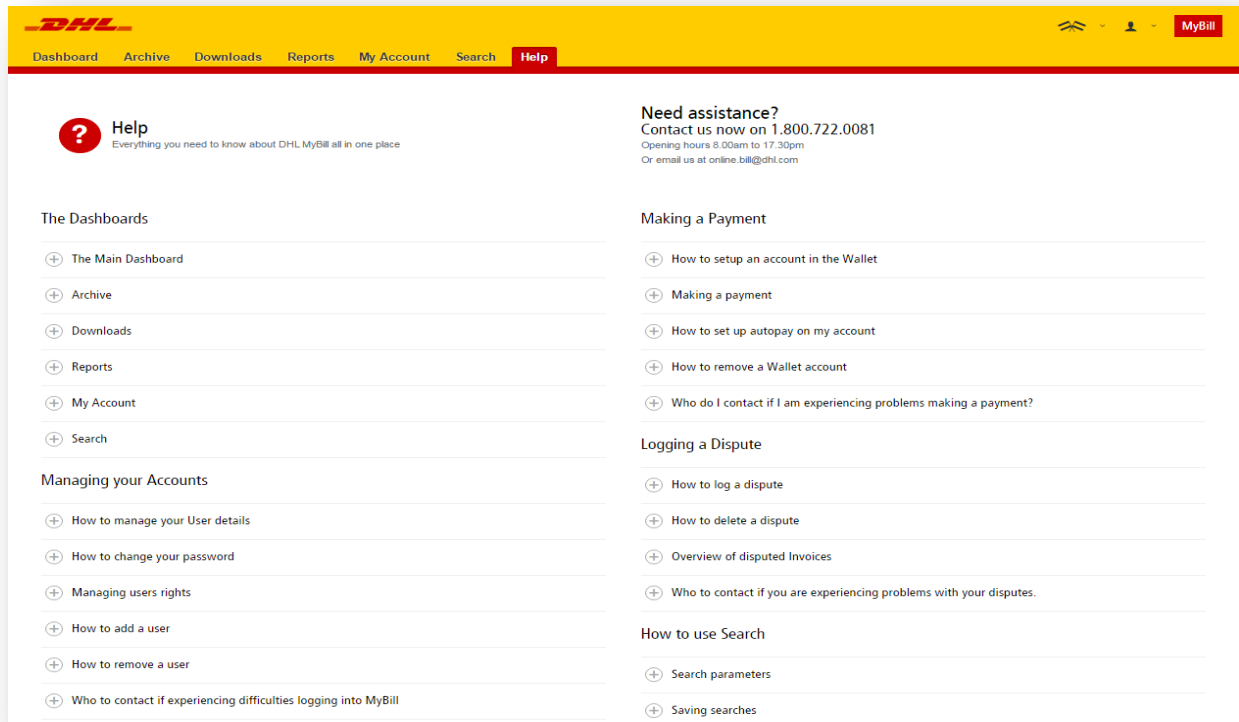 DHL
MyBill
Dashboard Archive Downloads Reports My Account Search Help
?
Help
Everything you need to know about DHL MyBill all in one place
Need assistance?
Contact us now on 1.800.722.0081
Opening hours 8.00am to 17.30pm
Or email us at online.bill@dhl.com
The Dashboards
The Main Dashboard
Archive
Downloads
Reports
My Account
Search
Managing your Accounts
How to manage your User details
How to change your password
Managing users rights
How to add a user
How to remove a user
Who to contact if experiencing difficulties logging into MyBill
Making a Payment
How to setup an account in the Wallet
Making a payment
How to set up autopay on my account
How to remove a Wallet account
Who do I contact if I am experiencing problems making a payment?
Logging a Dispute
How to log a dispute
How to delete a dispute
Overview of disputed Invoices
Who to contact if you are experiencing problems with your disputes.
How to use Search
Search parameters
Saving searches